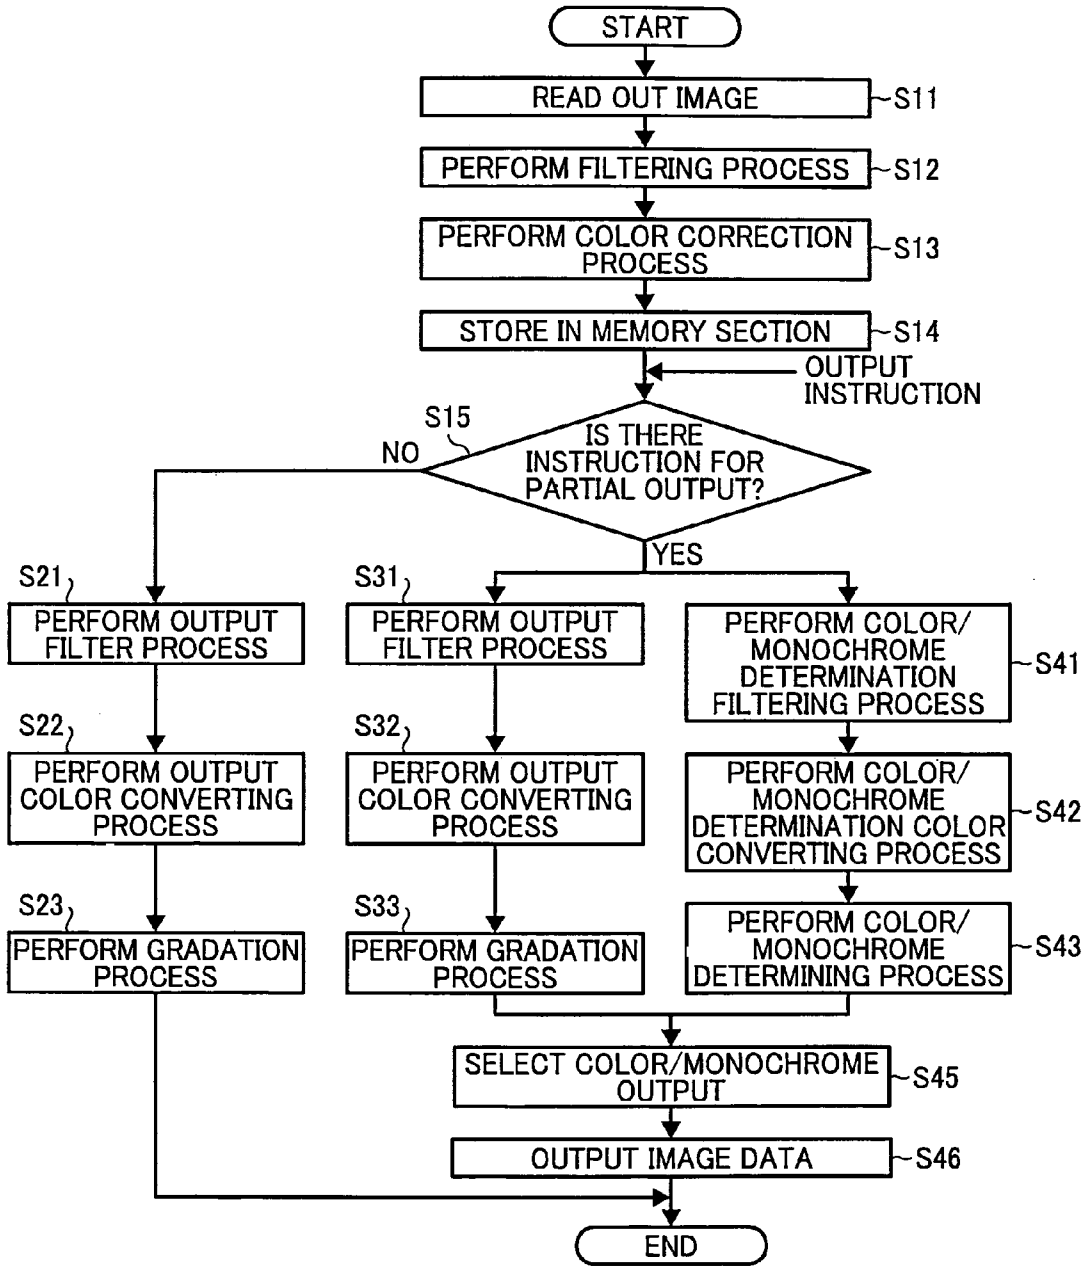 START
READ OUT IMAGE
S11
PERFORM FILTERING PROCESS
S12
PERFORM COLOR CORRECTION
PROCESS
S13
STORE IN MEMORY SECTION
S14
OUTPUT
INSTRUCTION
S15
IS THERE
INSTRUCTION FOR
PARTIAL OUTPUT?
NO
YES
S21
PERFORM OUTPUT
FILTER PROCESS
S22
PERFORM OUTPUT
COLOR CONVERTING
PROCESS
S23
PERFORM GRADATION
PROCESS
S31
PERFORM OUTPUT
FILTER PROCESS
S32
PERFORM OUTPUT
COLOR CONVERTING
PROCESS
S33
PERFORM GRADATION
PROCESS
PERFORM COLOR/
MONOCHROME
DETERMINATION
FILTERING PROCESS
S41
PERFORM COLOR/
MONOCHROME
DETERMINATION COLOR
CONVERTING PROCESS
S42
PERFORM COLOR/
MONOCHROME
DETERMINING PROCESS
S43
SELECT COLOR/MONOCHROME
OUTPUT
S45
OUTPUT IMAGE DATA
S46
END